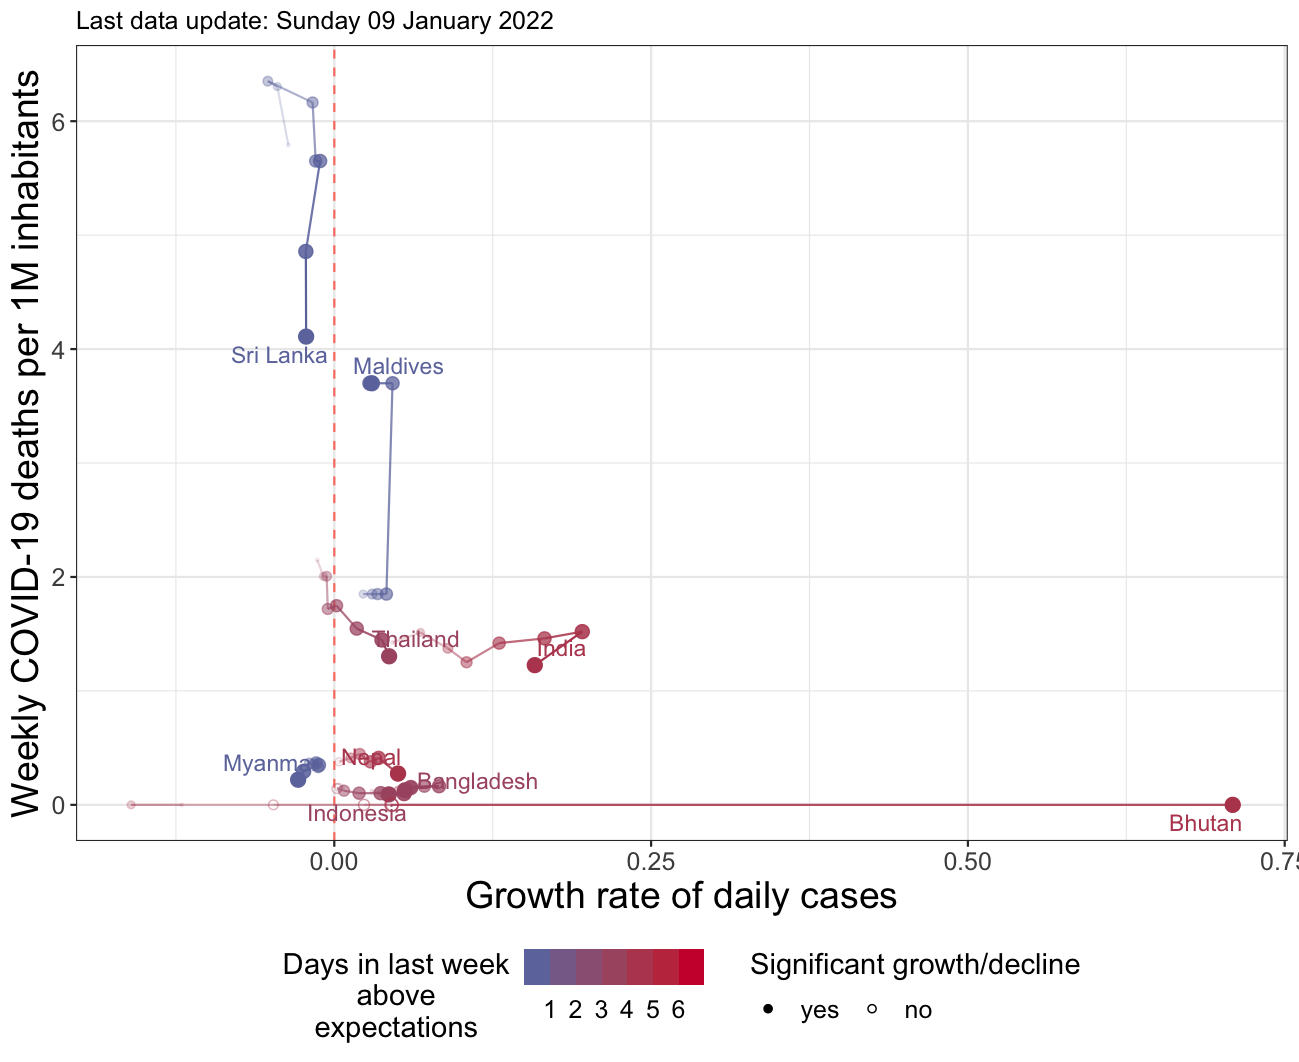 Last data update: Sunday 09 January 2022
Weekly COVID-19 deaths per 1M inhabitants
6
4
2
0
Sri Lanka
Maldives
Thailand
India
Myanmar
Nepal
Bangladesh
Indonesia
Bhutan
0.00 0.25 0.50 0.75
Growth rate of daily cases
Days in last week
above
expectations
1 2 3 4 5 6
Significant growth/decline
yes no